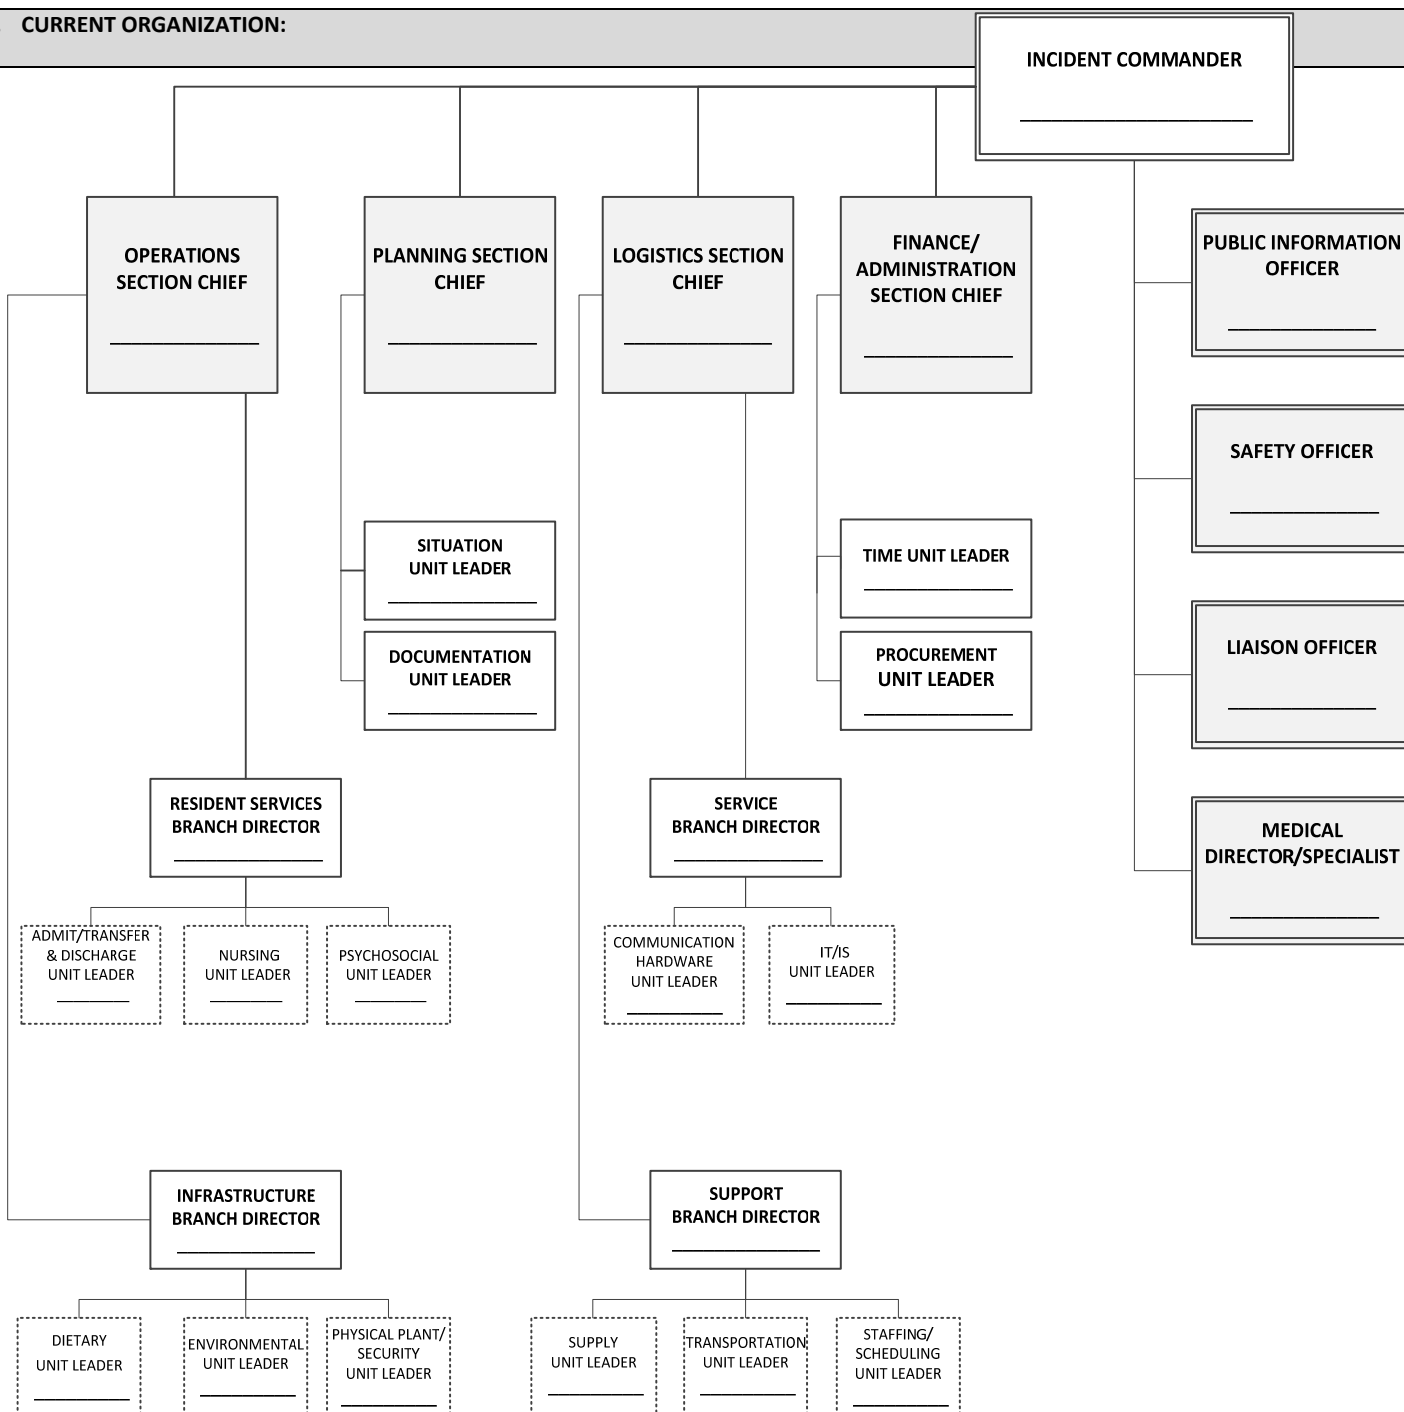 CURRENT ORGANIZATION:
INCIDENT COMMANDER
OPERATIONS
SECTION CHIEF
PLANNING SECTION
CHIEF
LOGISTICS SECTION
CHIEF
FINANCE/
ADMINISTRATION
SECTION CHIEF
PUBLIC INFORMATION
OFFICER
SAFETY OFFICER
LIAISON OFFICER
MEDICAL
DIRECTOR/SPECIALIST
SITUATION
UNIT LEADER
DOCUMENTATION
UNIT LEADER
TIME UNIT LEADER
PROCUREMENT
UNIT LEADER
RESIDENT SERVICES
BRANCH DIRECTOR
SERVICE
BRANCH DIRECTOR
ADMIT/TRANSFER
& DISCHARGE
UNIT LEADER
NURSING
UNIT LEADER
PSYCHOSOCIAL
UNIT LEADER
COMMUNICATION
HARDWARE
UNIT LEADER
IT/IS
UNIT LEADER
INFRASTRUCTURE
BRANCH DIRECTOR
SUPPORT
BRANCH DIRECTOR
DIETARY
UNIT LEADER
ENVIRONMENTAL
UNIT LEADER
PHYSICAL PLANT/
SECURITY
UNIT LEADER
SUPPLY
UNIT LEADER
TRANSPORTATION
UNIT LEADER
STAFFING/
SCHEDULING
UNIT LEADER